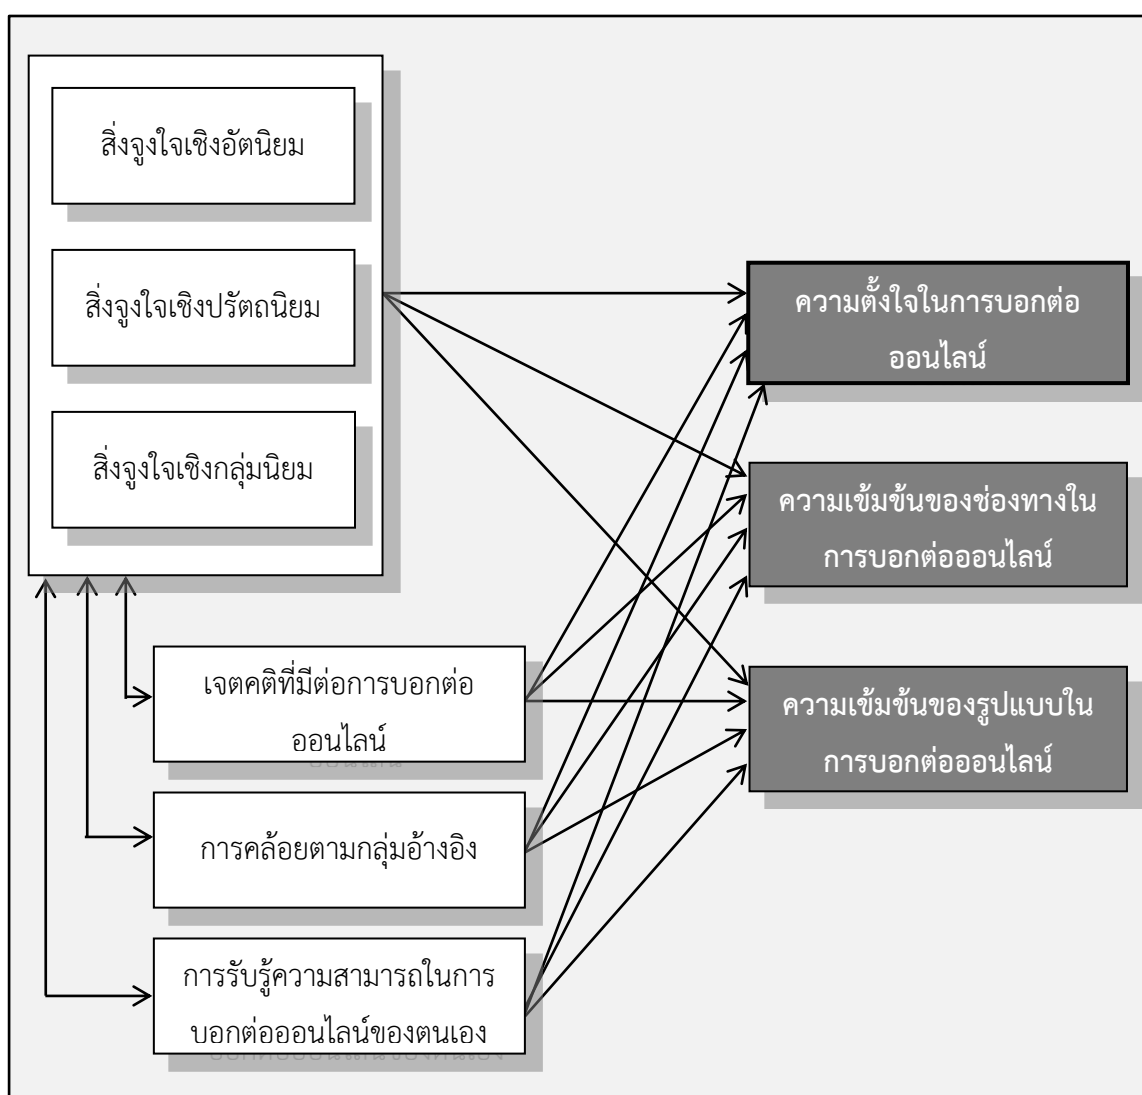 สิ่งจูงใจเชิงอัตนิยม
สิ่งจูงใจเชิงปรัตถนิยม
สิ่งจูงใจเชิงกลุ่มนิยม
เจตคติที่มีต่อการบอกต่อ
ออนไลน์
การคล้อยตามกลุ่มอ้างอิง
การรับรู้ความสามารถในการ
บอกต่อออนไลน์ของตนเอง
ความตั้งใจในการบอกต่อ
ออนไลน์
ความเข้มข้นของช่องทางใน
การบอกต่อออนไลน์
ความเข้มข้นของรูปแบบใน
การบอกต่อออนไลน์